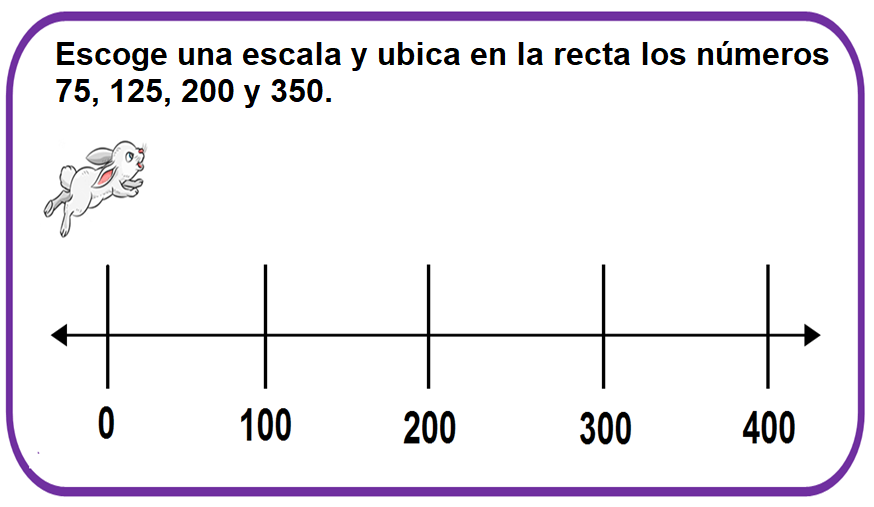 Escoge una escala y ubica en la recta los números
75, 125, 200 y 350.
0 100 200 300 400